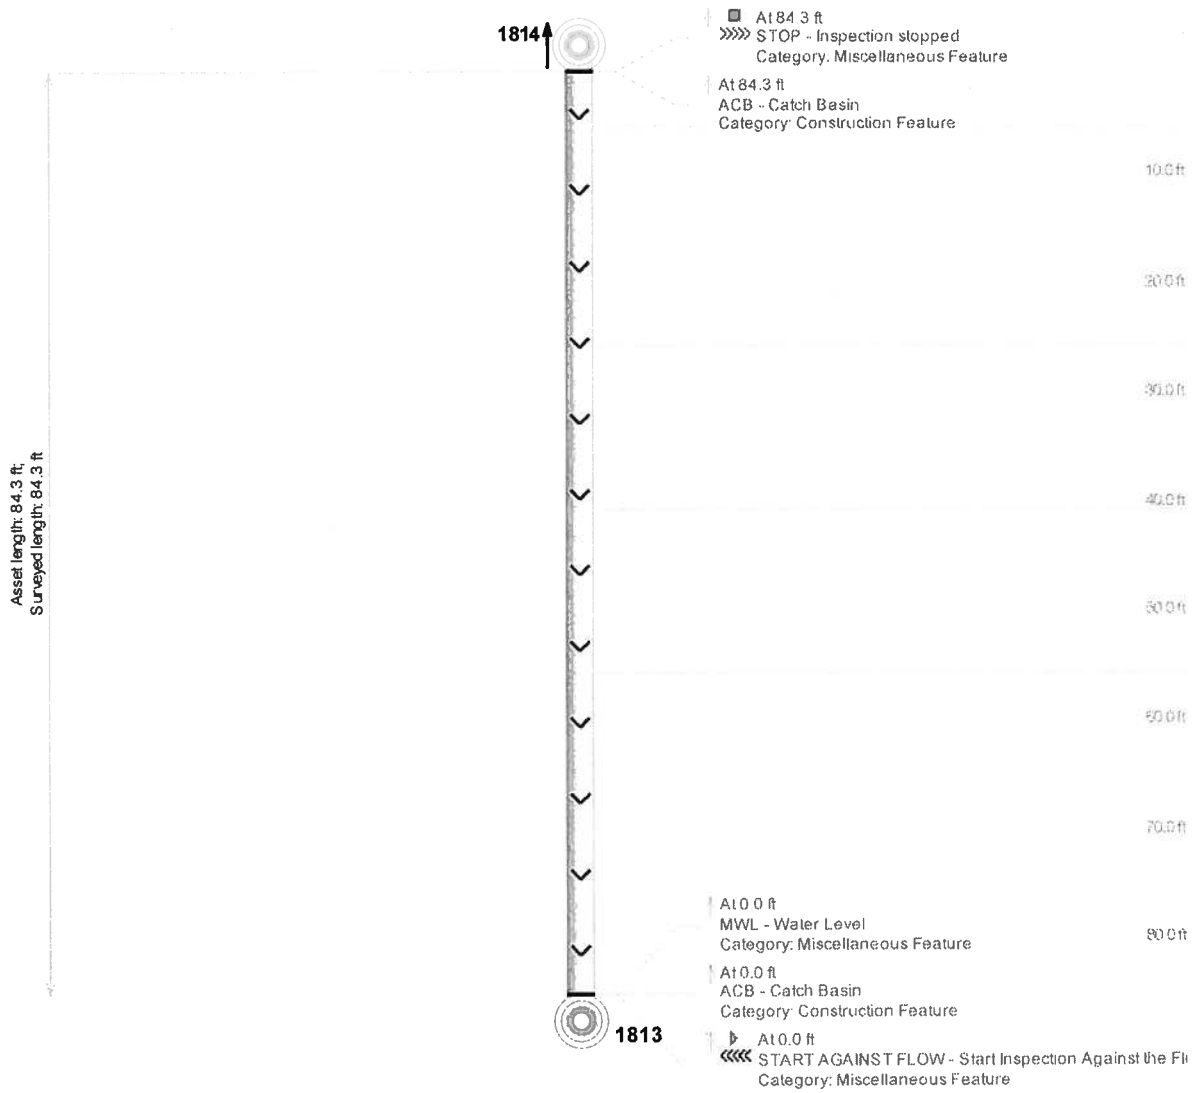 1814
At 84.3 ft
STOP - Inspection stopped
Category: Miscellaneous Feature
At 84.3 ft
ACB - Catch Basin
Category: Construction Feature
10.0 ft
20.0 ft
30.0 ft
40.0 ft
50.0 ft
60.0 ft
70.0 ft
80.0 ft
Asset length: 84.3 ft;
Surveyed length: 84.3 ft
At 0.0 ft
MWL - Water Level
Category: Miscellaneous Feature
At 0.0 ft
ACB - Catch Basin
Category: Construction Feature
1813
At 0.0 ft
START AGAINST FLOW - Start Inspection Against the
Category: Miscellaneous Feature